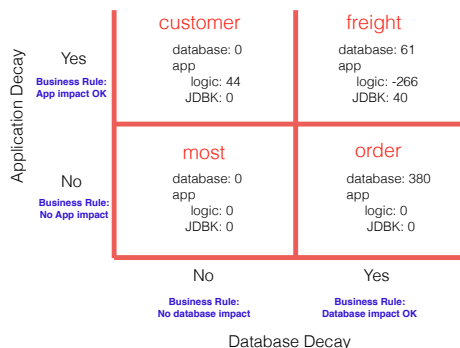 customer
freight
database: 0
app
logic: 44
JDBK: 0
database: 61
app
logic: -266
JDBK: 40
Application Decay
Yes
Business Rule:
App impact OK
most
order
database: 0
app
logic: 0
JDBK: 0
database: 380
app
logic: 0
JDBK: 0
No
Business Rule:
No App impact
No
Yes
Business Rule:
No database impact
Business Rule:
Database impact OK
Database Decay